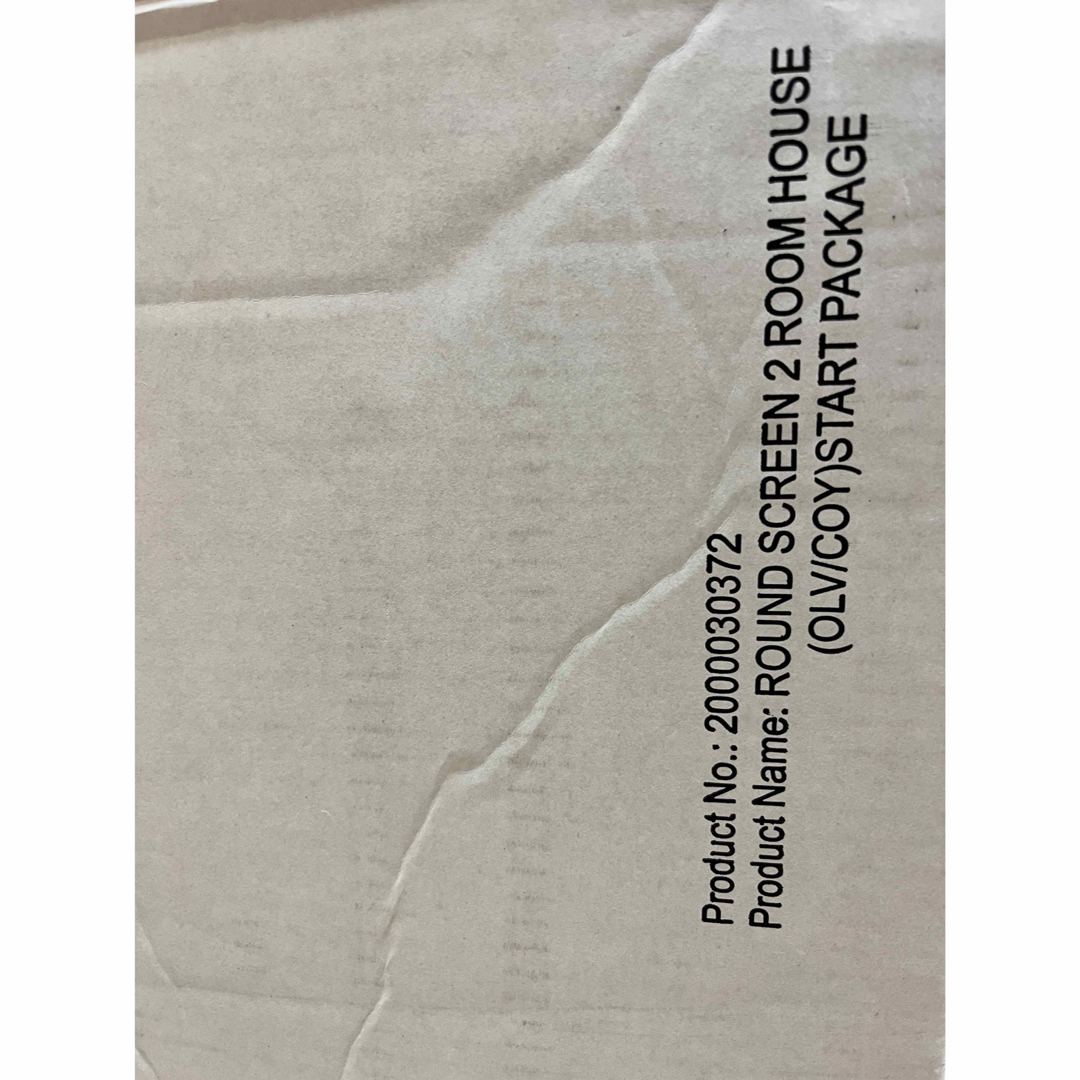 Product No.: 2000030372
Product Name: ROUND SCREEN 2 ROOM HOUSE
(OLV/COY)START PACKAGE